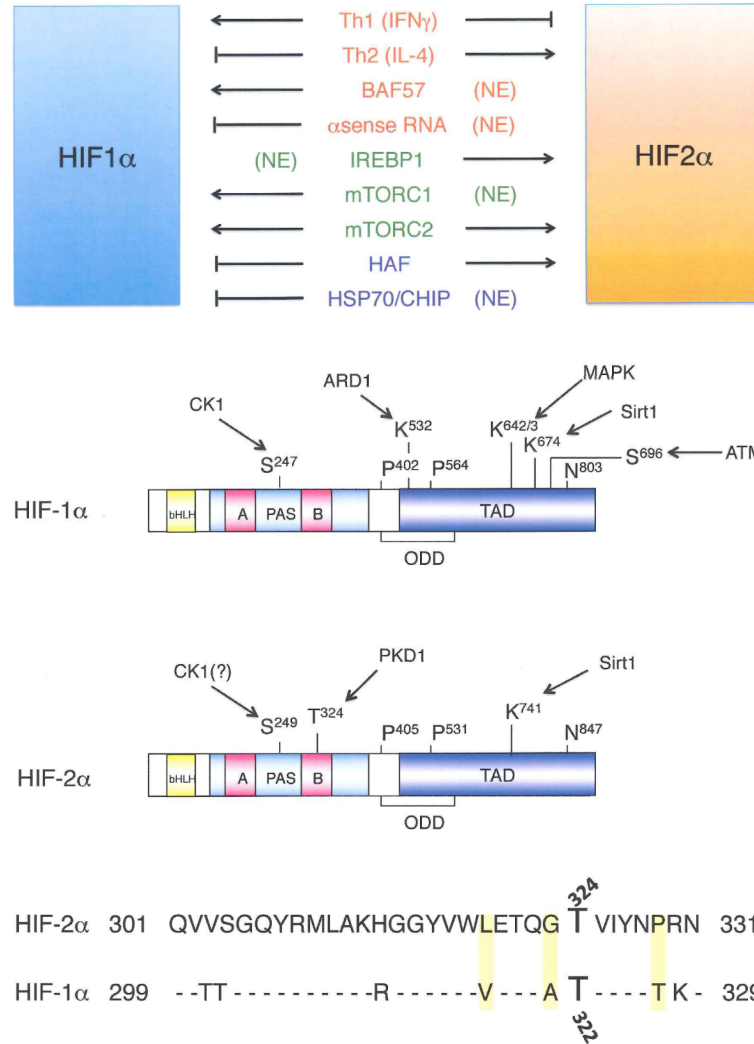 Th1 (IFNγ)
Th2 (IL-4)
BAF57 (NE)
αsense RNA (NE)
HIF1α (NE) IREBP1 HIF2α
mTORC1 (NE)
mTORC2
HAF
HSP70/CHIP (NE)
ARD1 MAPK
CK1 K532 K642/3 Sirt1
K674
S247 P402 P564 S696 ATM
N803
HIF-1α bHLH A PAS B TAD
ODD
PKD1 Sirt1
CK1(?)
S249 T324 K741
P405 P531 N847
HIF-2α bHLH A PAS B TAD
ODD
324
HIF-2α 301 QVVSGQYRMLAKHGGYVWLETQG T VIYNPRN 331
HIF-1α 299 --TT----------R------V---A T ----TK- 329
322